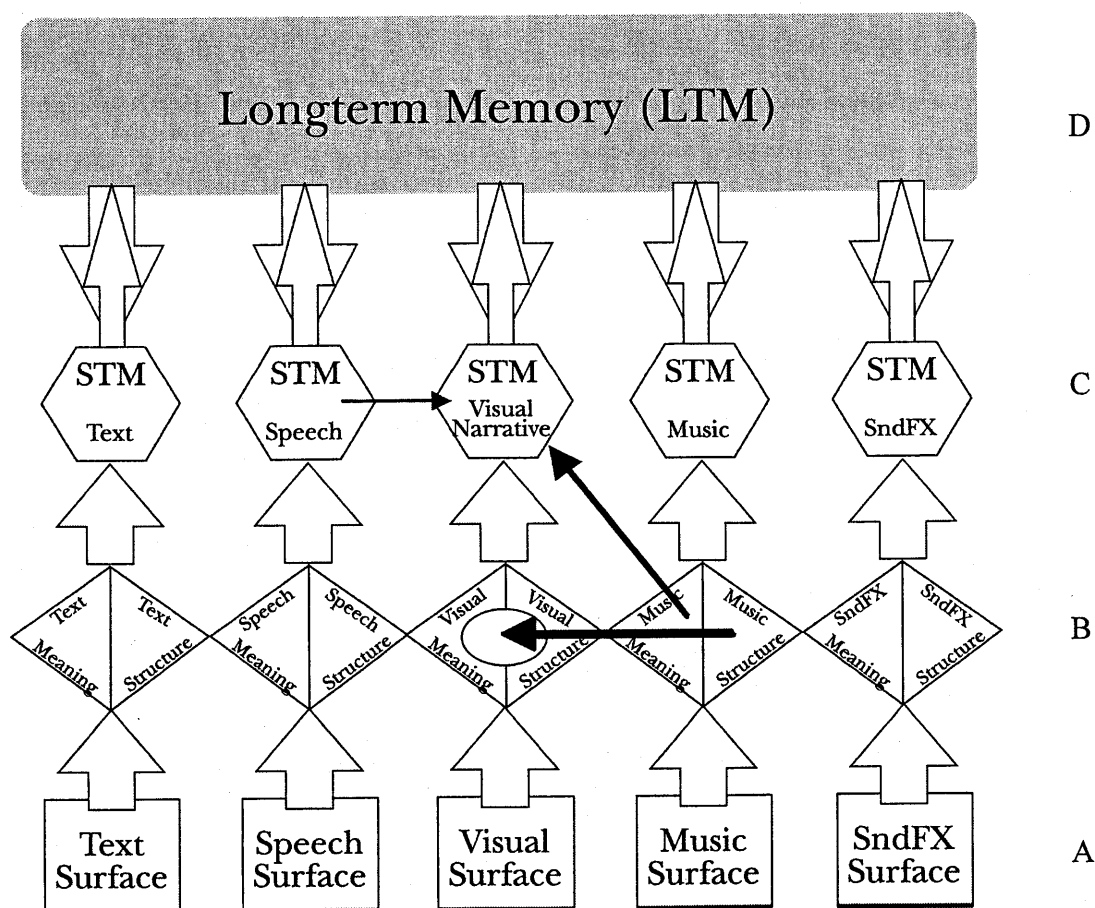 Longterm Memory (LTM)
D
STM
Text
STM
Speech
STM
Visual
Narrative
STM
Music
STM
SndFX
C
Text
Meaning
Text
Structure
Speech
Meaning
Speech
Structure
Visual
Meaning
Visual
Structure
Music
Meaning
Music
Structure
SndFX
Meaning
SndFX
Structure
B
Text
Surface
Speech
Surface
Visual
Surface
Music
Surface
SndFX
Surface
A